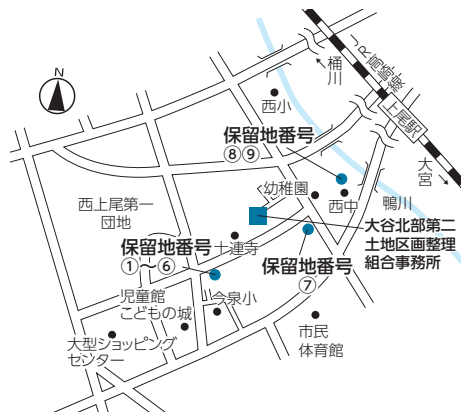 N
JR高崎線
桶川
上尾駅
大宮
西小
保留地番号
⑧⑨
幼稚園
西中
鴨川
西上尾第一
団地
大谷北部第二
土地区画整理
組合事務所
十連寺
保留地番号
①～⑥
保留地番号
⑦
児童館
こどもの城
今泉小
大型ショッピング
センター
市民
体育館